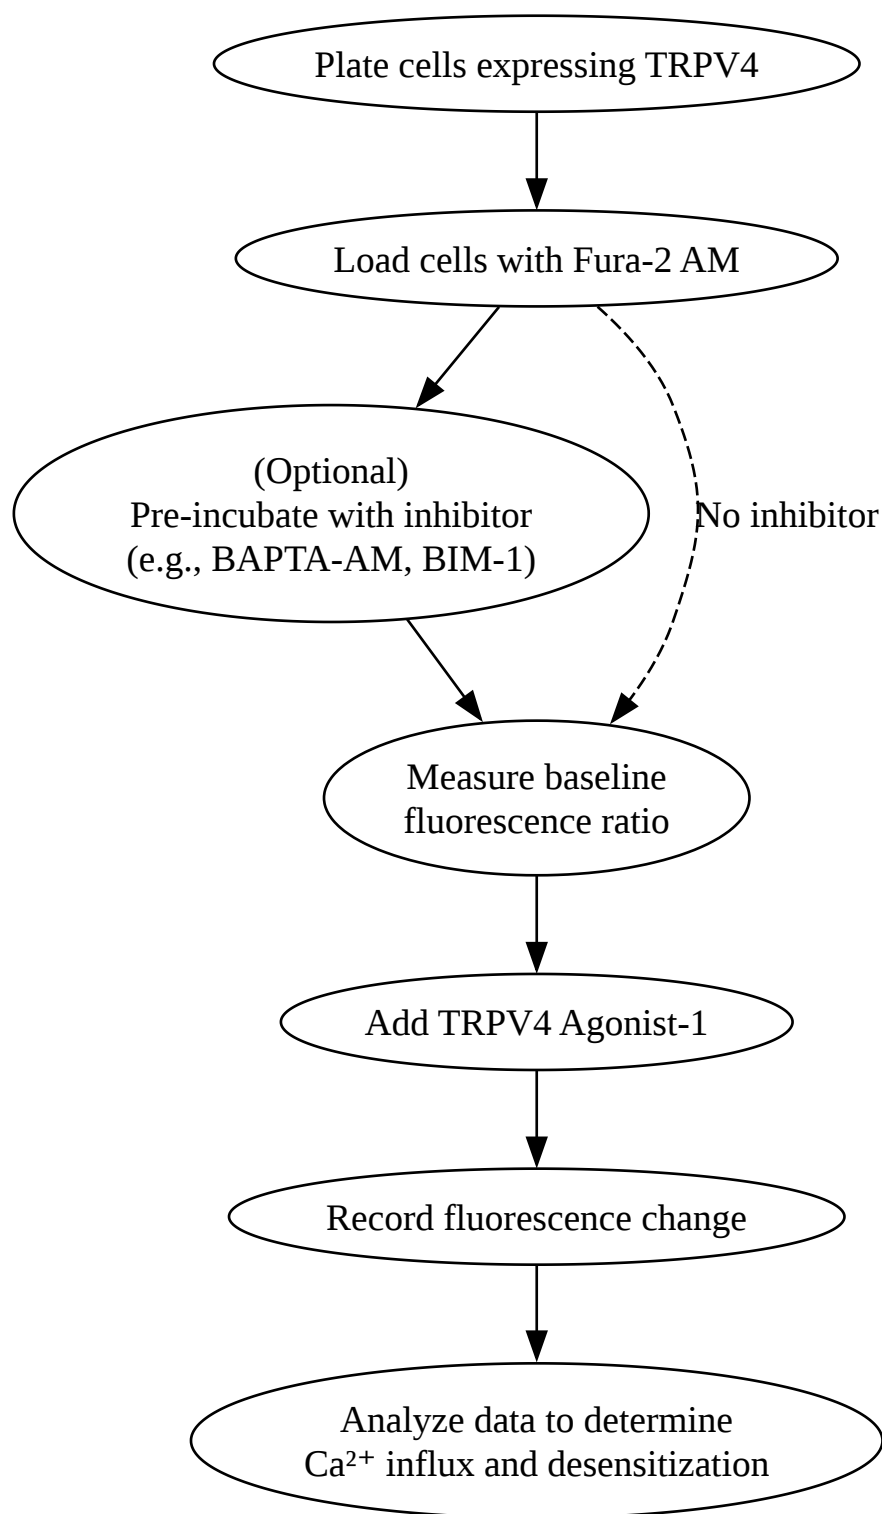 Plate cells expressing TRPV4
Load cells with Fura-2 AM
(Optional)
Pre-incubate with inhibitor
(e.g., BAPTA-AM, BIM-1)
No inhibitor
Measure baseline
fluorescence ratio
Add TRPV4 Agonist-1
Record fluorescence change
Analyze data to determine
Ca²⁺ influx and desensitization